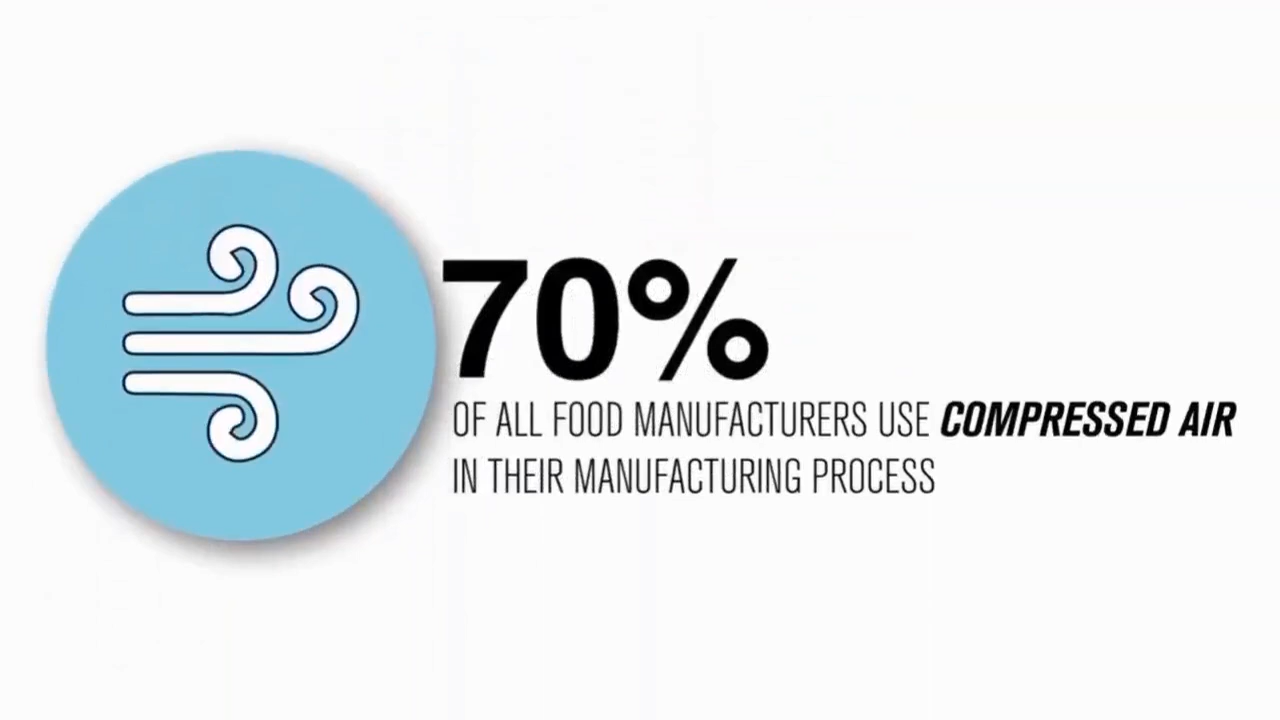 70%
OF ALL FOOD MANUFACTURERS USE COMPRESSED AIR
IN THEIR MANUFACTURING PROCESS